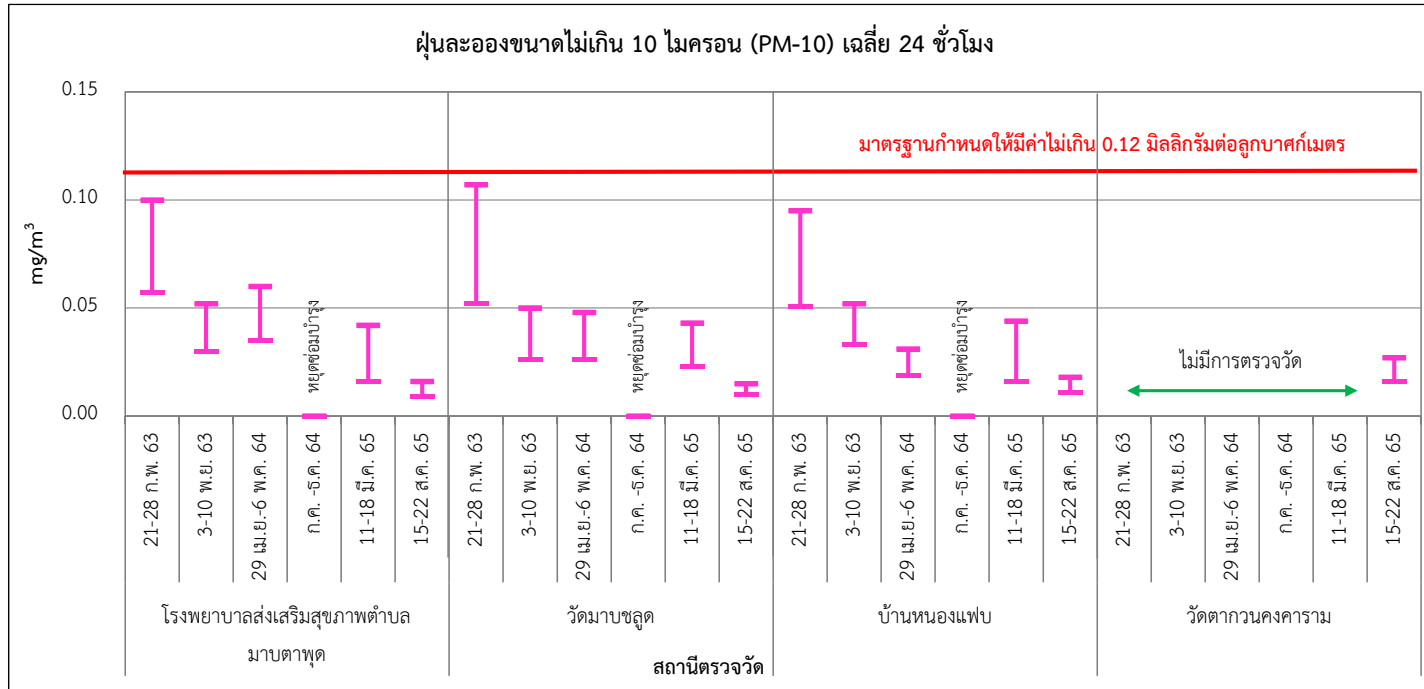 ฝุ่นละอองขนาดไม่เกิน 10 ไมครอน (PM-10) เฉลี่ย 24 ชั่วโมง
mg/m³
0.15
0.10
0.05
0.00
มาตรฐานกำหนดให้มีค่าไม่เกิน 0.12 มิลลิกรัมต่อลูกบาศก์เมตร
หยุดซ่อมบำรุง
หยุดซ่อมบำรุง
หยุดซ่อมบำรุง
ไม่มีการตรวจวัด
21-28 ก.พ. 63
3-10 พ.ย. 63
29 เม.ย.-6 พ.ค. 64
ก.ค. -ธ.ค. 64
11-18 มี.ค. 65
15-22 ส.ค. 65
21-28 ก.พ. 63
3-10 พ.ย. 63
29 เม.ย.-6 พ.ค. 64
ก.ค. -ธ.ค. 64
11-18 มี.ค. 65
15-22 ส.ค. 65
21-28 ก.พ. 63
3-10 พ.ย. 63
29 เม.ย.-6 พ.ค. 64
ก.ค. -ธ.ค. 64
11-18 มี.ค. 65
15-22 ส.ค. 65
21-28 ก.พ. 63
3-10 พ.ย. 63
29 เม.ย.-6 พ.ค. 64
ก.ค. -ธ.ค. 64
11-18 มี.ค. 65
15-22 ส.ค. 65
โรงพยาบาลส่งเสริมสุขภาพตำบล
มาบตาพุด
วัดมาบชลูด
บ้านหนองแฟบ
วัดตากวนคงคาราม
สถานีตรวจวัด